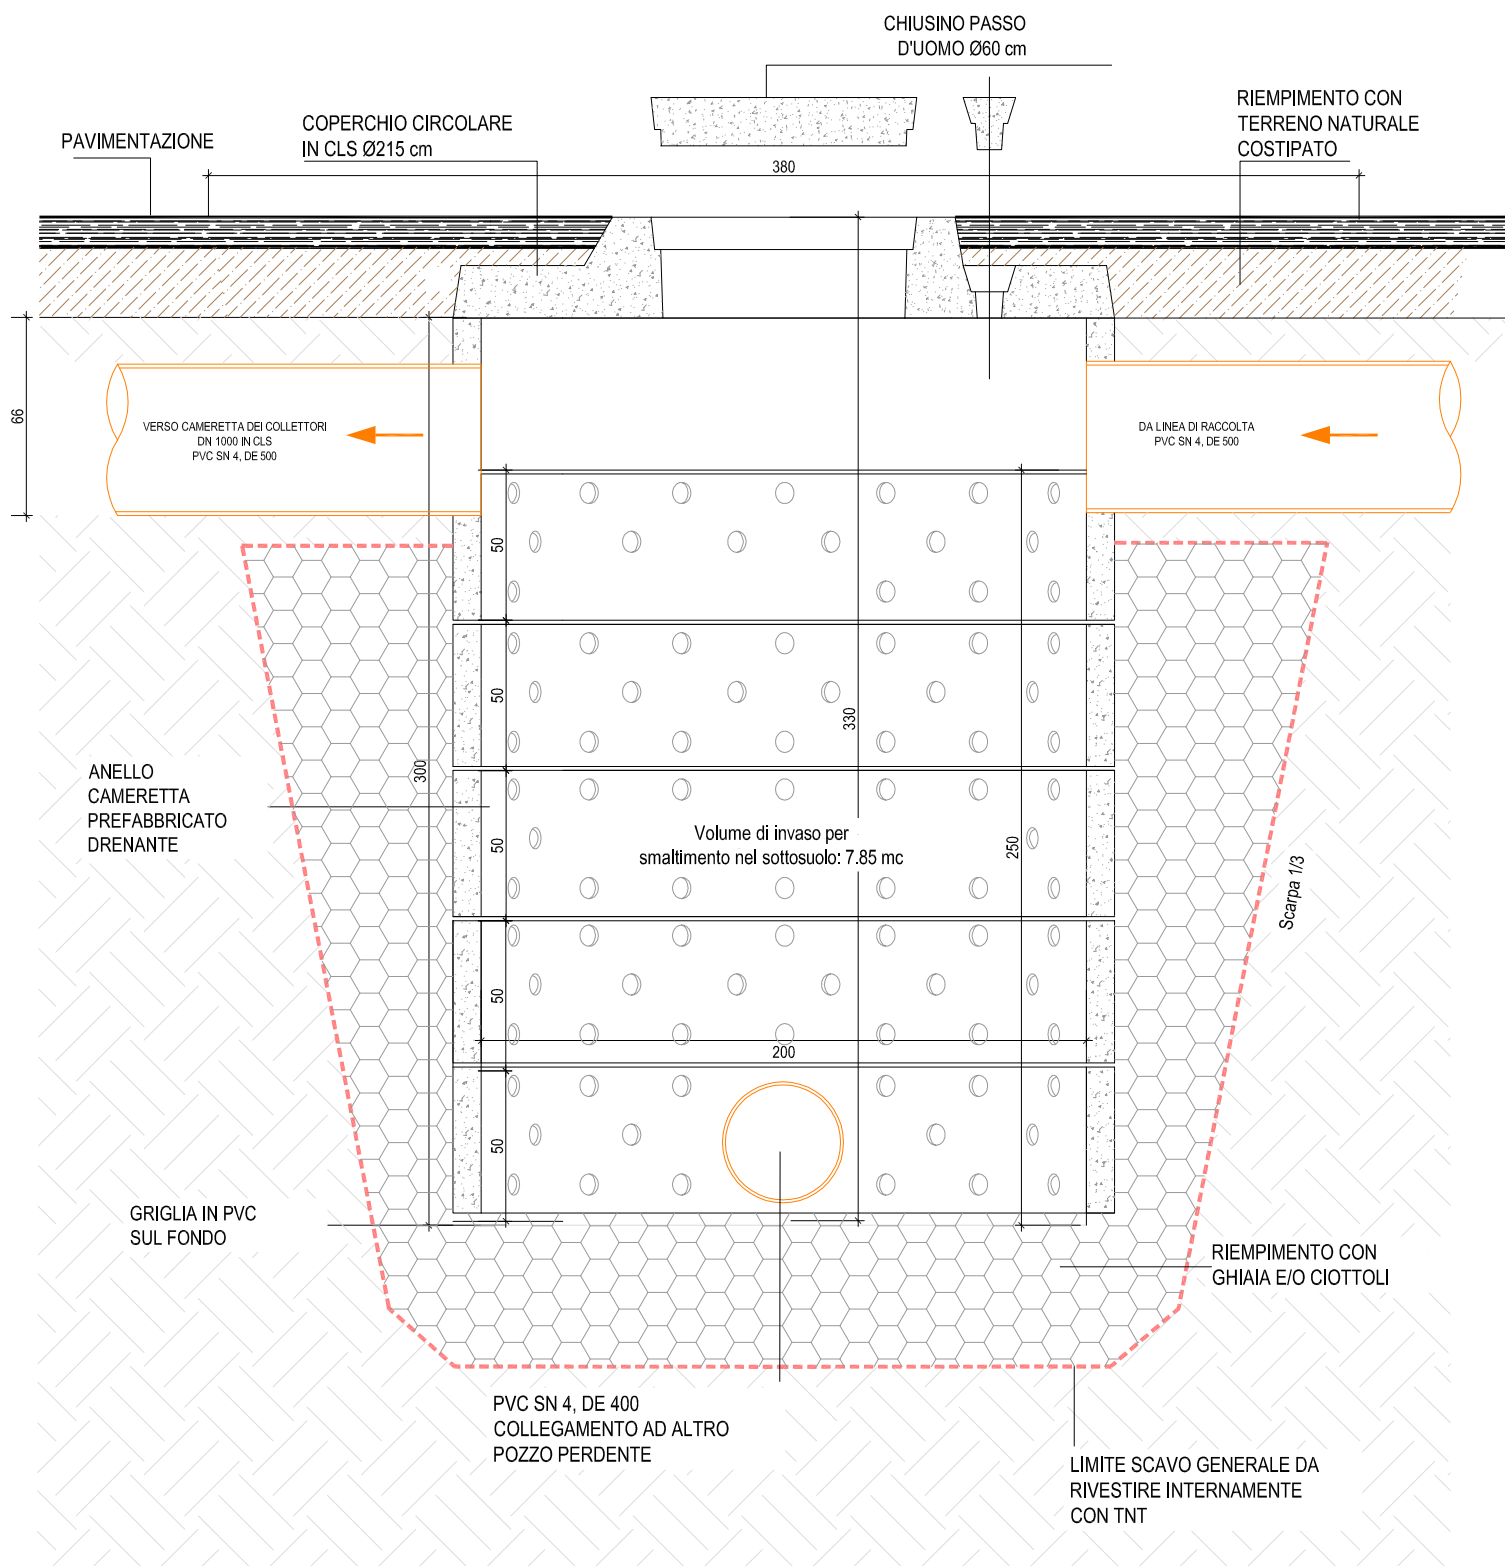 CHIUSINO PASSO
D'UOMO Ø60 cm
PAVIMENTAZIONE
COPERCHIO CIRCOLARE
IN CLS Ø215 cm
RIEMPIMENTO CON
TERRENO NATURALE
COSTIPATO
380
66
VERSO CAMERETTA DEI COLLETTORI
DN 1000 IN CLS
PVC SN 4, DE 500
DA LINEA DI RACCOLTA
PVC SN 4, DE 500
50
50
330
300
ANELLO
CAMERETTA
PREFABBRICATO
DRENANTE
50
Volume di invaso per
smaltimento nel sottosuolo: 7.85 mc
250
Scarpa 1/3
50
200
50
GRIGLIA IN PVC
SUL FONDO
RIEMPIMENTO CON
GHIAIA E/O CIOTTOLI
PVC SN 4, DE 400
COLLEGAMENTO AD ALTRO
POZZO PERDENTE
LIMITE SCAVO GENERALE DA
RIVESTIRE INTERNAMENTE
CON TNT